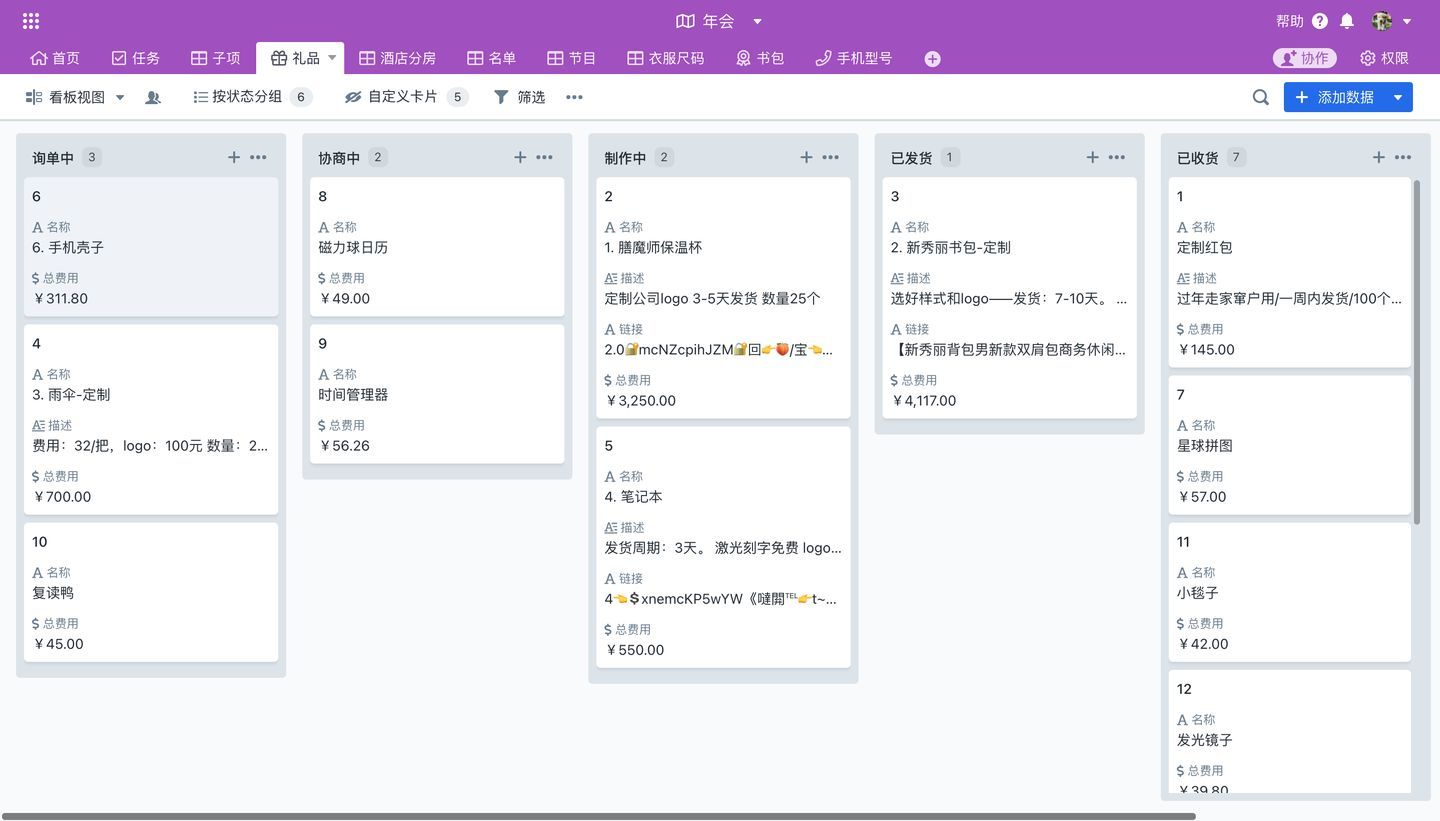 年会
帮助
首页 任务 子项 礼品 酒店分房 名单 节目 衣服尺码 书包 手机型号 协作 权限
看板视图 按状态分组 6 自定义卡片 5 筛选 添加数据
询单中 3
6
名称
6. 手机壳子
总费用
￥311.80
4
名称
3. 雨伞-定制
描述
费用：32/把，logo：100元 数量：2...
总费用
￥700.00
10
名称
复读鸭
总费用
￥45.00
协商中 2
8
名称
磁力球日历
总费用
￥49.00
9
名称
时间管理器
总费用
￥56.26
制作中 2
2
名称
1. 膳魔师保温杯
描述
定制公司logo 3-5天发货 数量25个
链接
2.0🔐mcNZcpihJZM🔐回👉🍑/宝👈...
总费用
￥3,250.00
5
名称
4. 笔记本
描述
发货周期：3天。 激光刻字免费 logo...
链接
4👈$xnemcKP5wYW《噠閧℡👉t~...
总费用
￥550.00
已发货 1
3
名称
2. 新秀丽书包-定制
描述
选好样式和logo——发货：7-10天。 ...
链接
【新秀丽背包男新款双肩包商务休闲...
总费用
￥4,117.00
已收货 7
1
名称
定制红包
描述
过年走家窜户用/一周内发货/100个...
总费用
￥145.00
7
名称
星球拼图
总费用
￥57.00
11
名称
小毯子
总费用
￥42.00
12
名称
发光镜子
总费用
￥39.80